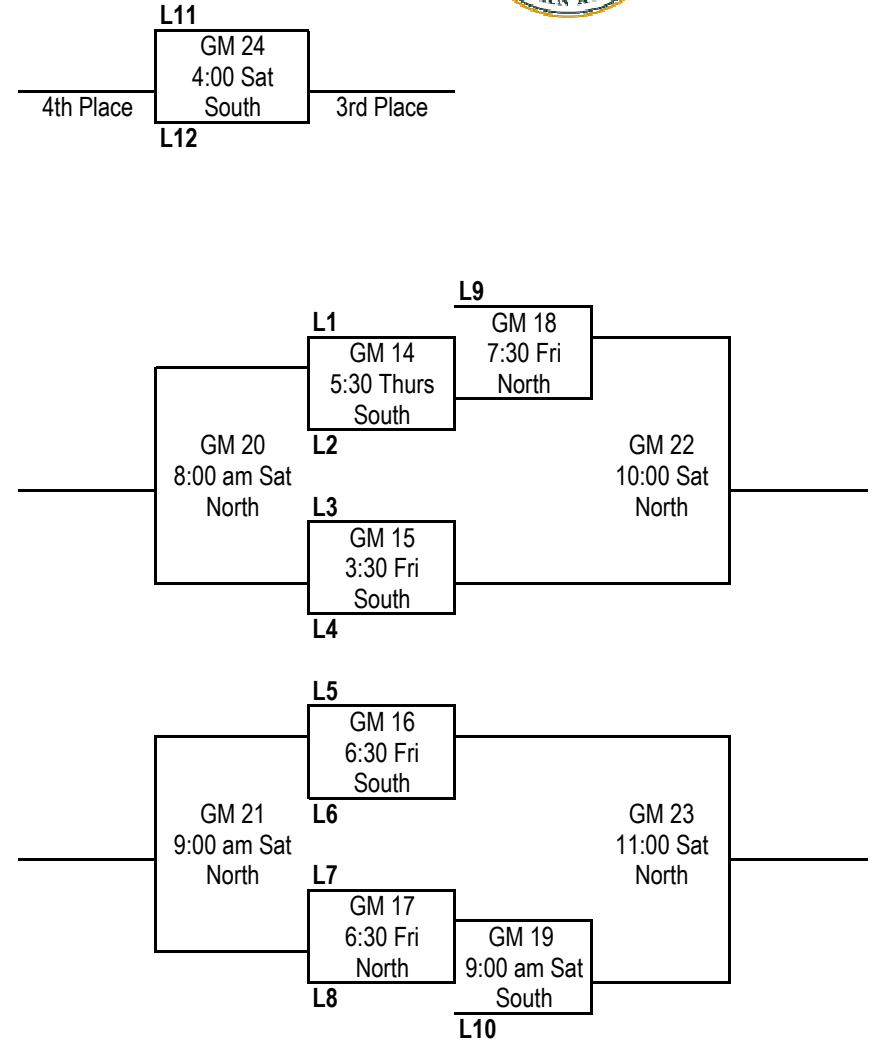 L11
GM 24
4:00 Sat
4th Place
South
3rd Place
L12
L9
L1
GM 18
GM 14
7:30 Fri
5:30 Thurs
North
South
GM 20
L2
GM 22
8:00 am Sat
10:00 Sat
North
L3
North
GM 15
3:30 Fri
South
L4
L5
GM 16
6:30 Fri
South
GM 21
L6
GM 23
9:00 am Sat
11:00 Sat
North
L7
North
GM 17
6:30 Fri
GM 19
North
9:00 am Sat
L8
South
L10